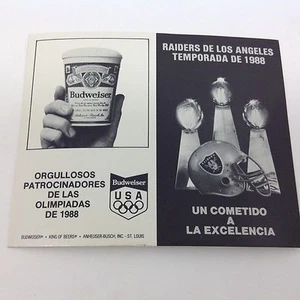 Budweiser
ORGULLOSOS
PATROCINADORES
DE LAS
OLIMPIADAS
DE 1988
Budweiser
USA
BUDWEISER® • KING OF BEERS® • ANHEUSER-BUSCH, INC. • ST. LOUIS
RAIDERS DE LOS ANGELES
TEMPORADA DE 1988
RAIDERS
UN COMETIDO
A
LA EXCELENCIA